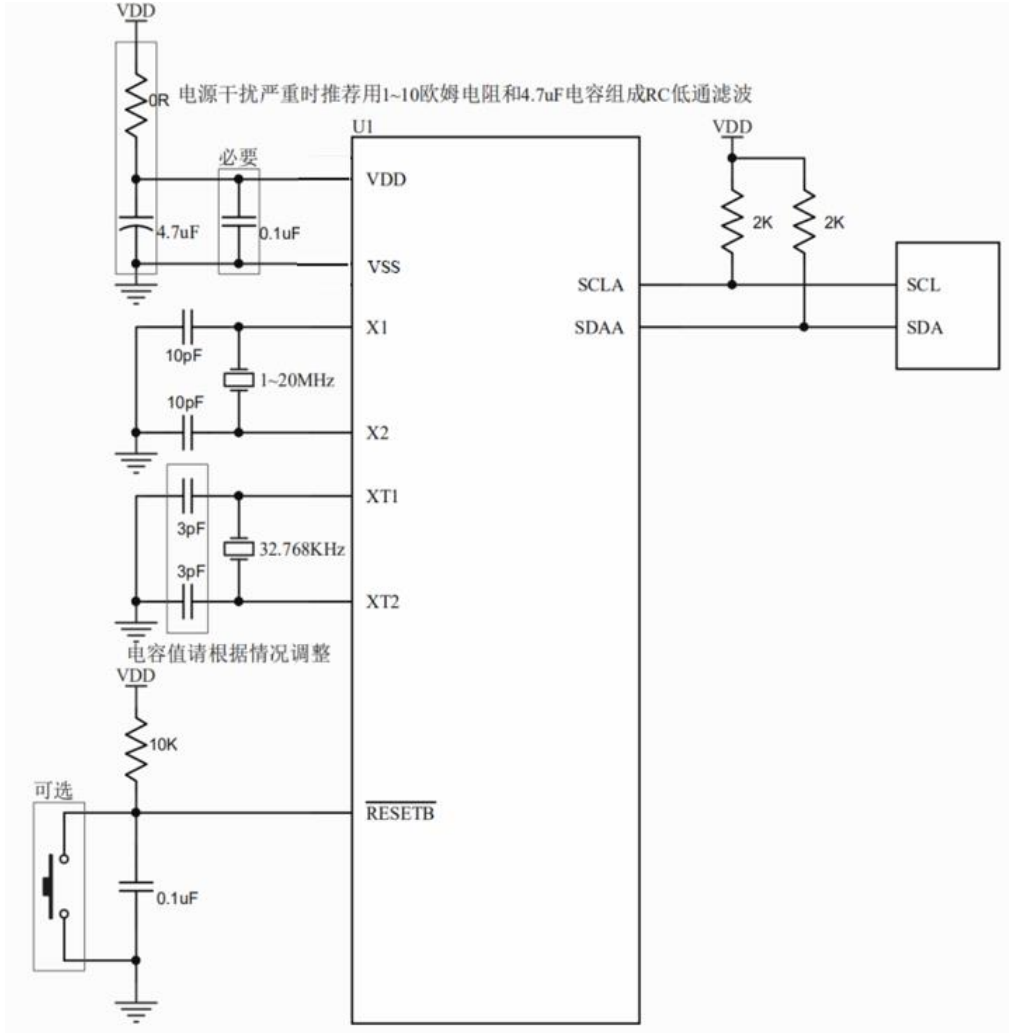 VDD
0R
电源干扰严重时推荐用1~10欧姆电阻和4.7uF电容组成RC低通滤波
U1
VDD
必要
VDD
4.7uF
0.1uF
2K
2K
VSS
SCLA
SCL
X1
SDAA
SDA
10pF
1~20MHz
10pF
X2
XT1
3pF
32.768KHz
3pF
XT2
电容值请根据情况调整
VDD
10K
可选
RESETB
0.1uF